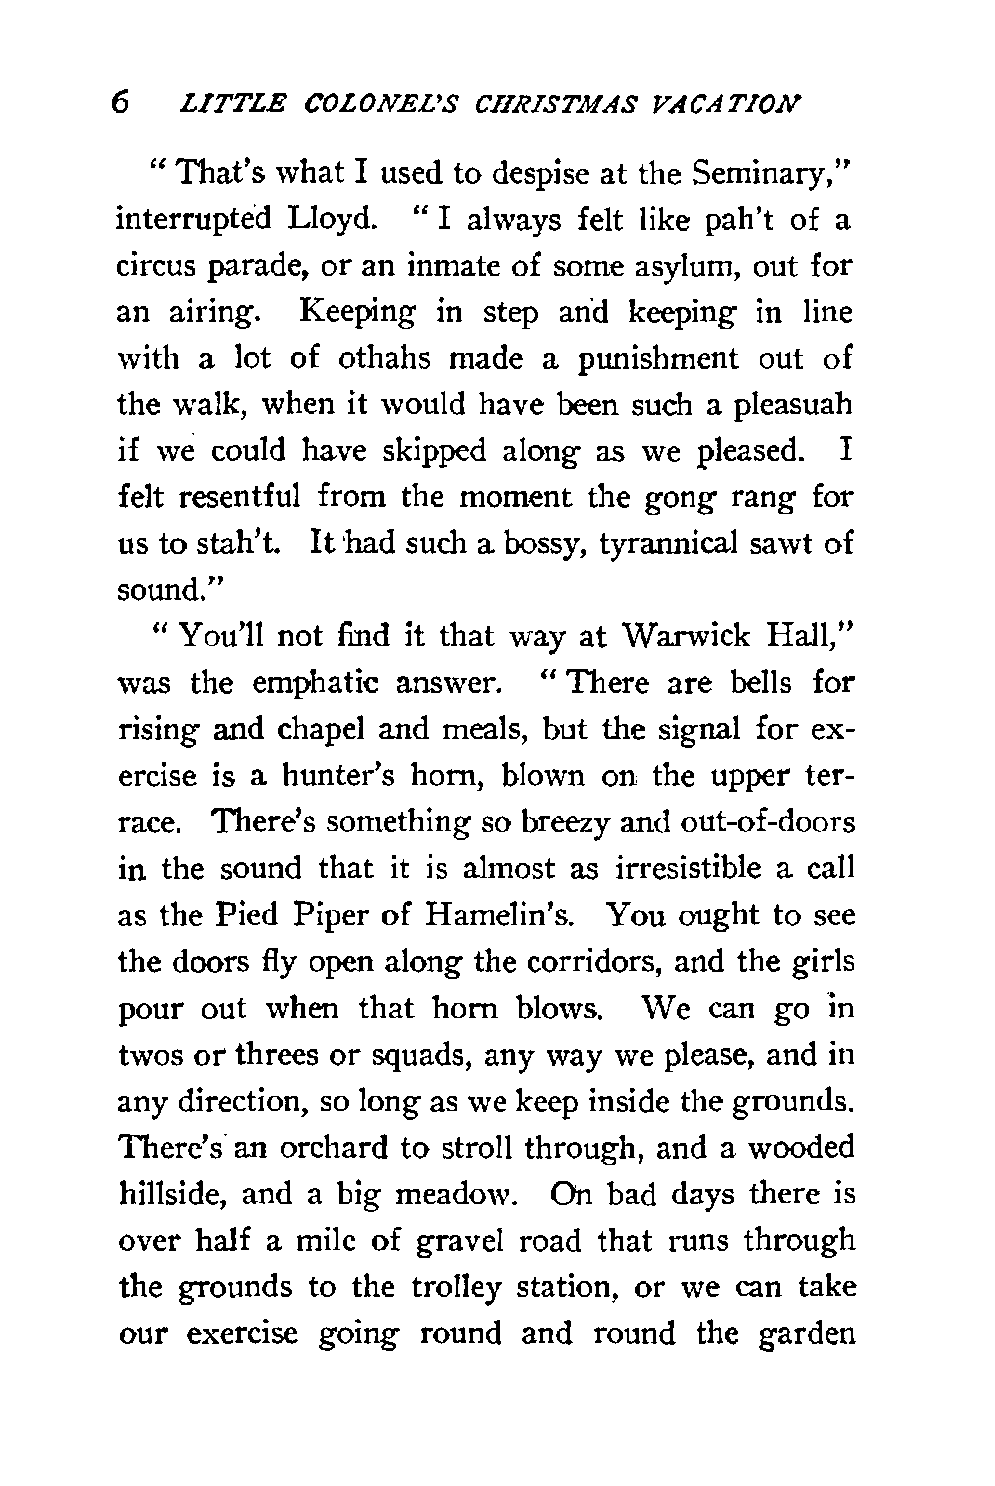 6 LITTLE COLONEL'S CHRISTMAS VACATION
" That's what I used to despise at the Seminary,"
interrupted Lloyd. " I always felt like pah't of a
circus parade, or an inmate of some asylum, out for
an airing. Keeping in step and keeping in line
with a lot of othahs made a punishment out of
the walk, when it would have been such a pleasuah
if we could have skipped along as we pleased. I
felt resentful from the moment the gong rang for
us to stah't. It had such a bossy, tyrannical sawt of
sound."
" You'll not find it that way at Warwick Hall,"
was the emphatic answer. " There are bells for
rising and chapel and meals, but the signal for ex-
ercise is a hunter's horn, blown on the upper ter-
race. There's something so breezy and out-of-doors
in the sound that it is almost as irresistible a call
as the Pied Piper of Hamelin's. You ought to see
the doors fly open along the corridors, and the girls
pour out when that horn blows. We can go in
twos or threes or squads, any way we please, and in
any direction, so long as we keep inside the grounds.
There's an orchard to stroll through, and a wooded
hillside, and a big meadow. On bad days there is
over half a mile of gravel road that runs through
the grounds to the trolley station, or we can take
our exercise going round and round the garden